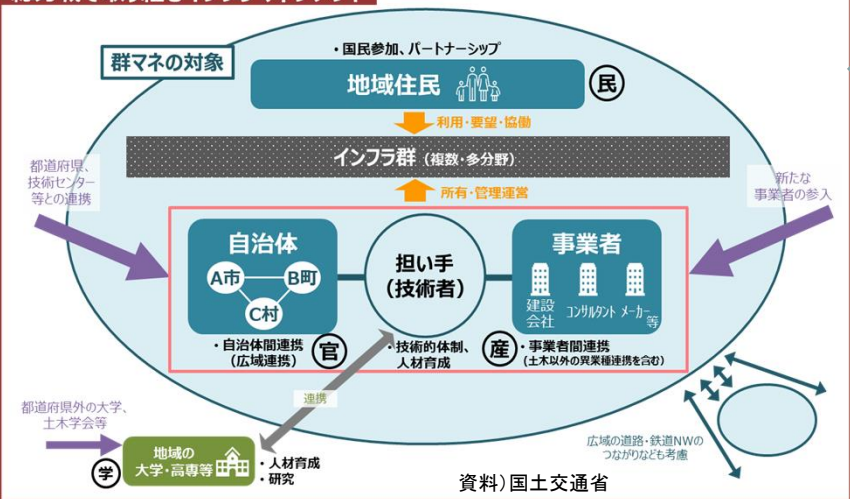 群マネの対象
・国民参加、パートナーシップ
地域住民
民
利用・要望・協働
インフラ群(複数・多分野)
所有・管理運営
都道府県、
技術センター
等との連携
新たな
事業者の参入
自治体
A市
B町
C村
担い手
(技術者)
事業者
建設
会社
コンサルタント
メーカー
等
・自治体間連携
(広域連携)
官
・技術的体制、
人材育成
産
・事業者間連携
(土木以外の異業種連携を含む)
連携
都道府県外の大学、
土木学会等
学
地域の
大学・高専等
・人材育成
・研究
広域の道路・鉄道NWの
つながりなども考慮
資料)国土交通省